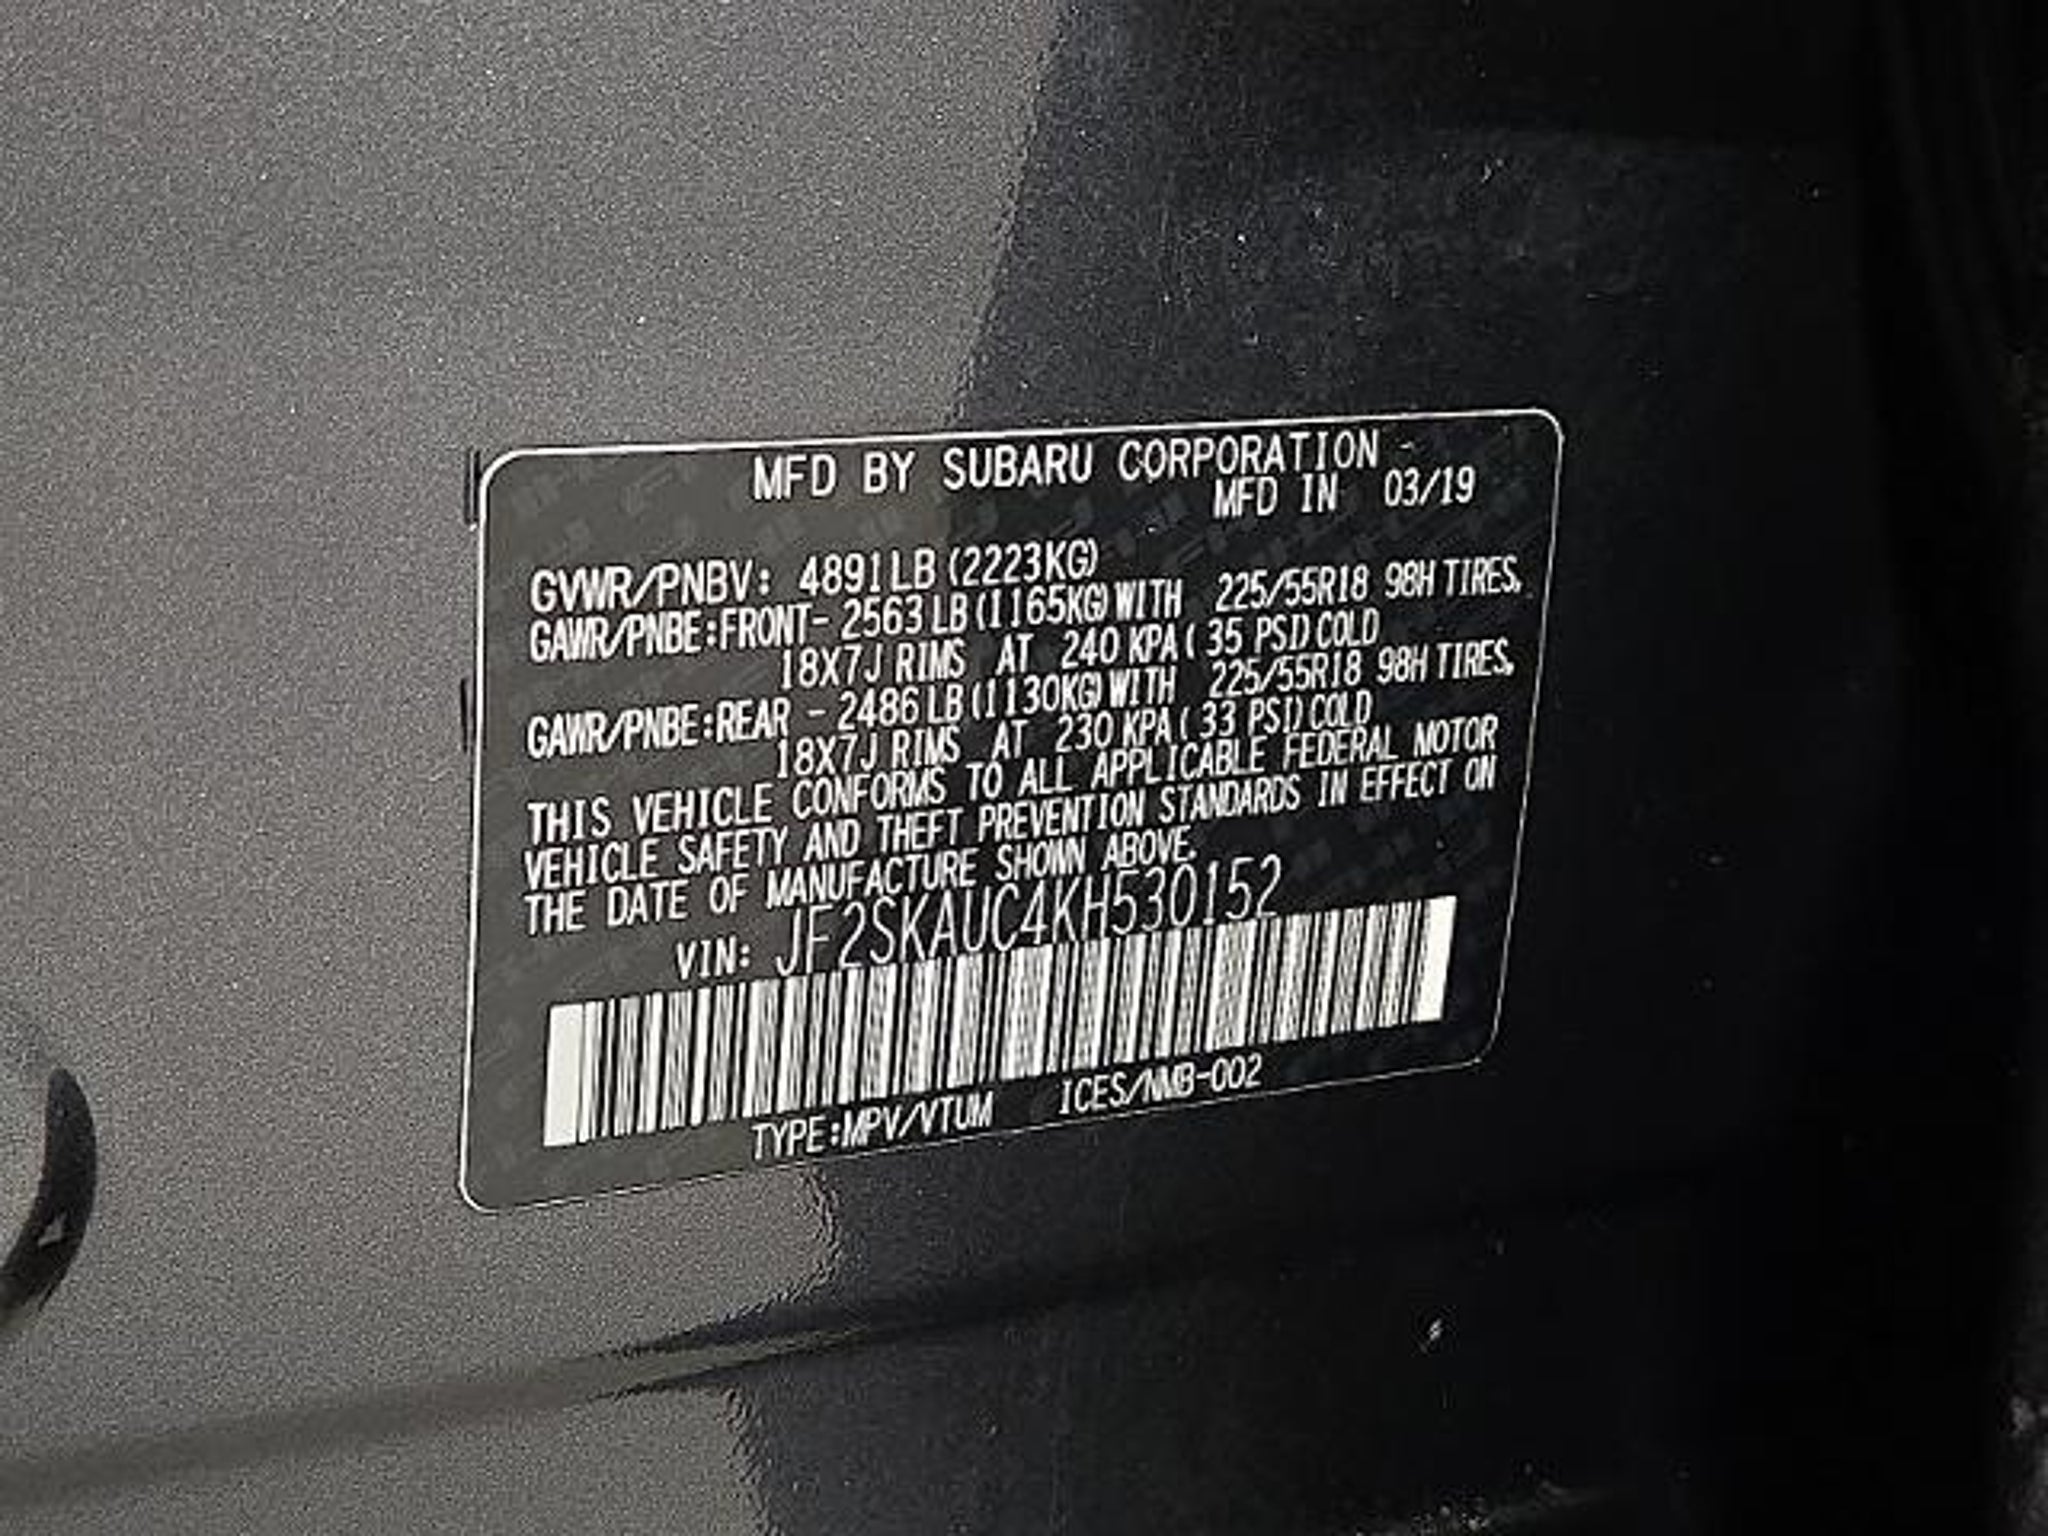 MFD BY SUBARU CORPORATION
MFD IN 03/19
GVWR/PNBV: 4891LB (2223KG)
GAWR/PNBE:FRONT- 2563 LB (1165KG) WITH 225/55R18 98H TIRES,
18X7J RIMS AT 240 KPA ( 35 PSI) COLD
GAWR/PNBE:REAR - 2486 LB (1130KG) WITH 225/55R18 98H TIRES,
18X7J RIMS AT 230 KPA ( 33 PSI) COLD
THIS VEHICLE CONFORMS TO ALL APPLICABLE FEDERAL MOTOR
VEHICLE SAFETY AND THEFT PREVENTION STANDARDS IN EFFECT ON
THE DATE OF MANUFACTURE SHOWN ABOVE.
VIN: JF2SKAUC4KH530152
TYPE:MPV/VTUM ICES/NMB-002